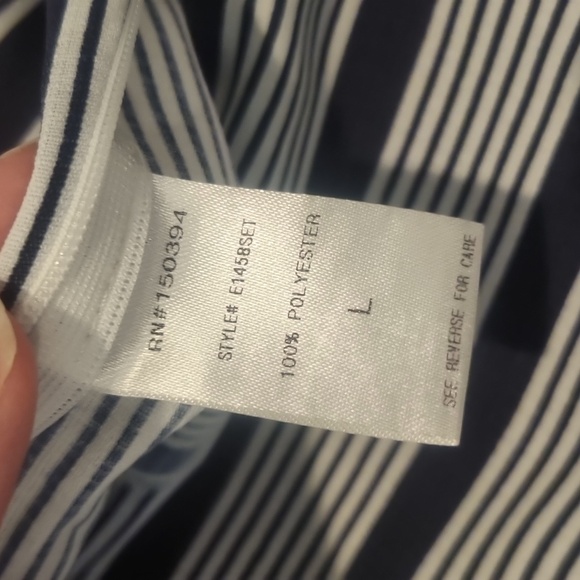 RN#150394
STYLE# E1458SET
100% POLYESTER
L
SEE REVERSE FOR CARE